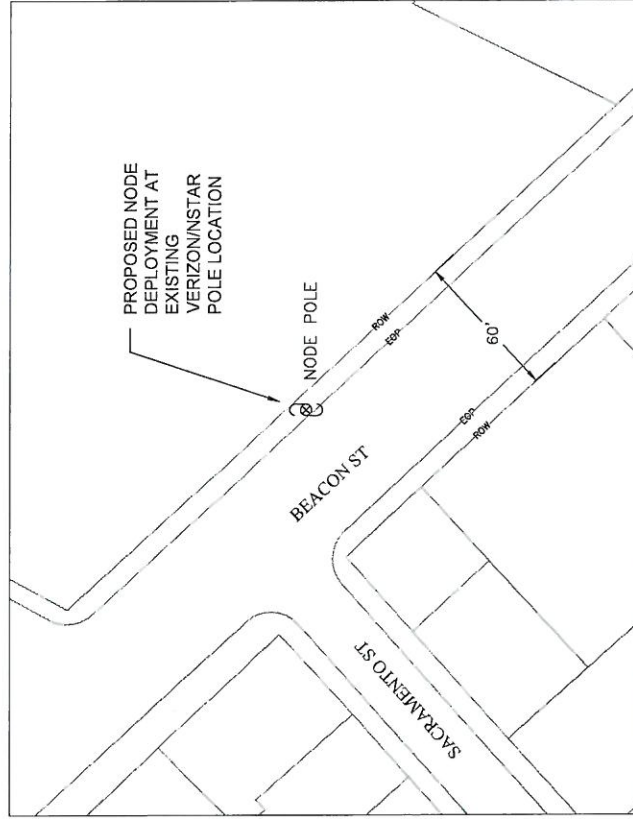 PROPOSED NODE
DEPLOYMENT AT
EXISTING
VERIZON/NSTAR
POLE LOCATION
NODE POLE
ROW
EOP
60'
BEACON ST
EOP
ROW
SACRAMENTO ST